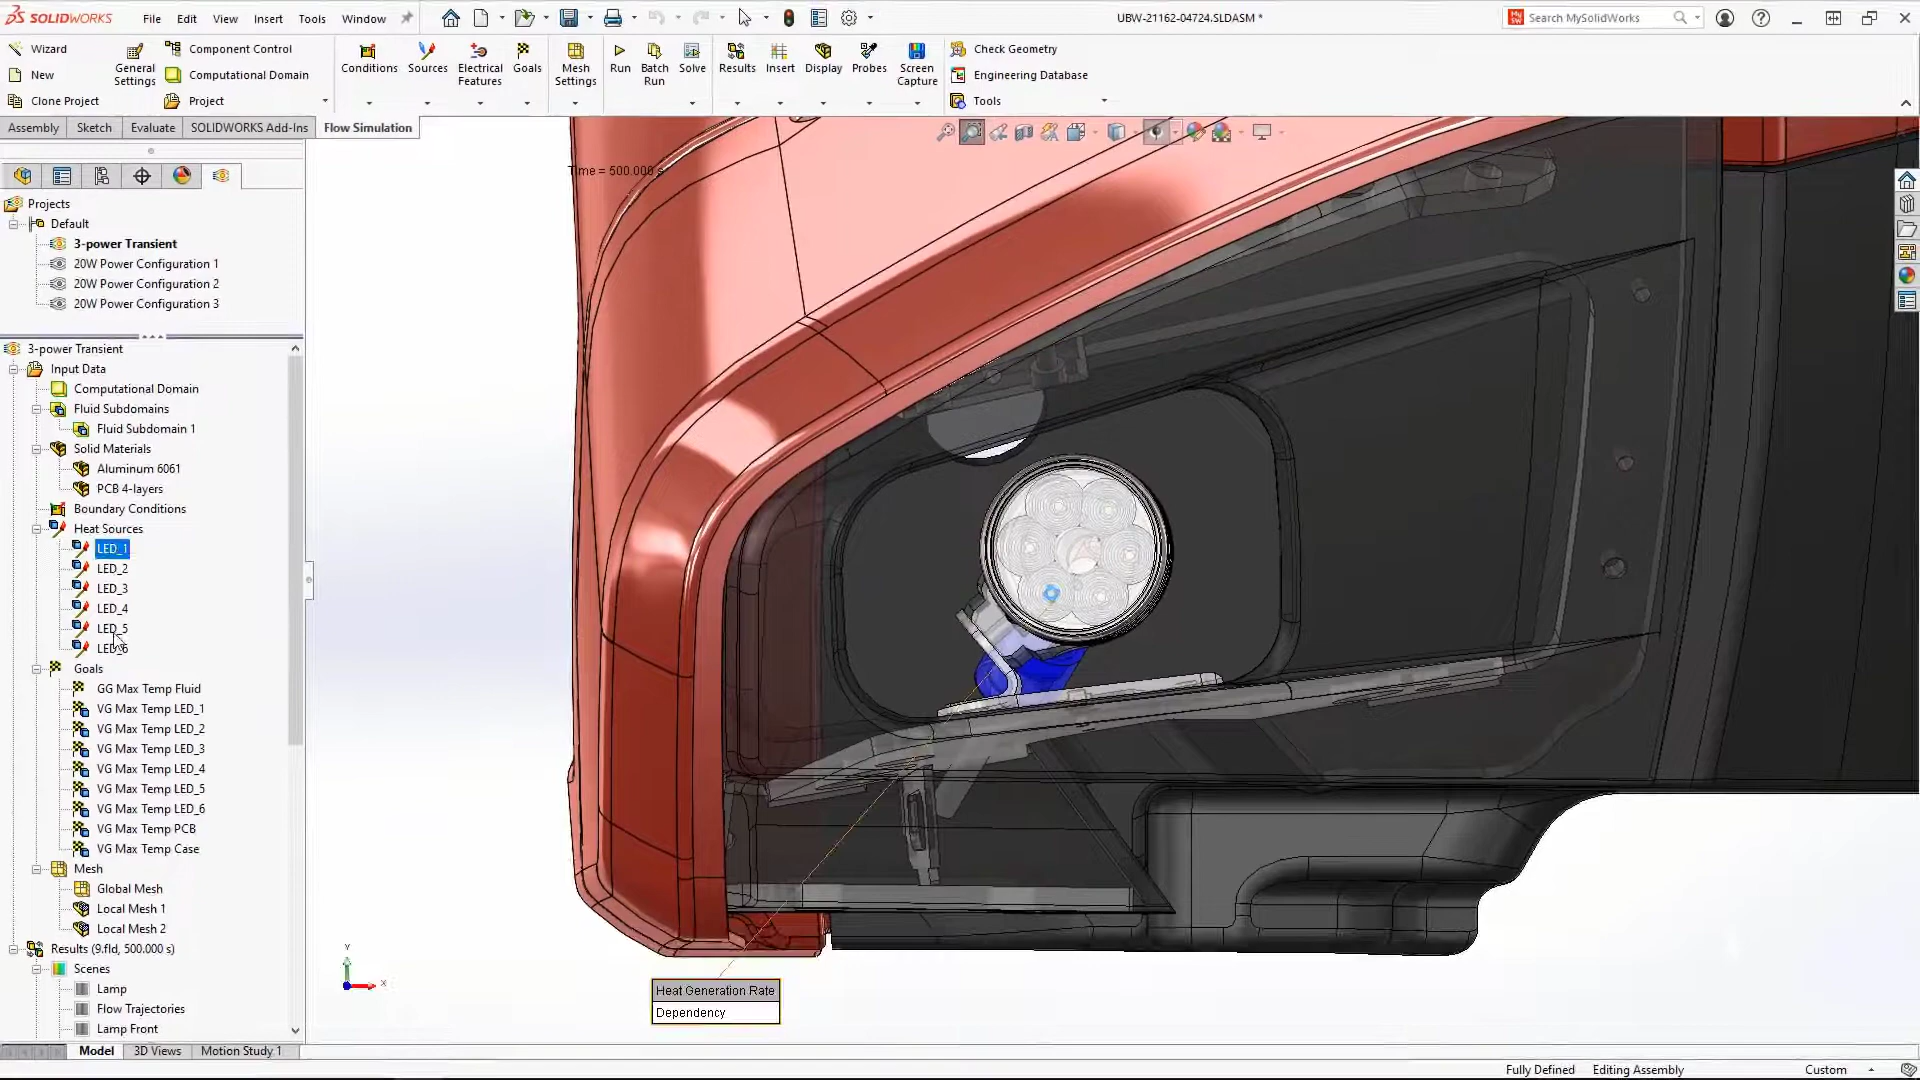 SOLIDWORKS
File Edit View Insert Tools Window
UBW-21162-04724.SLDASM *
Search MySolidWorks
Wizard
New
Clone Project
General Settings
Component Control
Computational Domain
Project
Conditions
Sources
Electrical Features
Goals
Mesh Settings
Run
Batch Run
Solve
Results
Insert
Display
Probes
Screen Capture
Check Geometry
Engineering Database
Tools
Assembly Sketch Evaluate SOLIDWORKS Add-Ins Flow Simulation
Time = 500.000 s
Projects
Default
3-power Transient
20W Power Configuration 1
20W Power Configuration 2
20W Power Configuration 3
3-power Transient
Input Data
Computational Domain
Fluid Subdomains
Fluid Subdomain 1
Solid Materials
Aluminum 6061
PCB 4-layers
Boundary Conditions
Heat Sources
LED_1
LED_2
LED_3
LED_4
LED_5
LED_6
Goals
GG Max Temp Fluid
VG Max Temp LED_1
VG Max Temp LED_2
VG Max Temp LED_3
VG Max Temp LED_4
VG Max Temp LED_5
VG Max Temp LED_6
VG Max Temp PCB
VG Max Temp Case
Mesh
Global Mesh
Local Mesh 1
Local Mesh 2
Results (9.fld, 500.000 s)
Scenes
Lamp
Flow Trajectories
Lamp Front
Y
X
Heat Generation Rate
Dependency
Model 3D Views Motion Study 1
Fully Defined Editing Assembly Custom